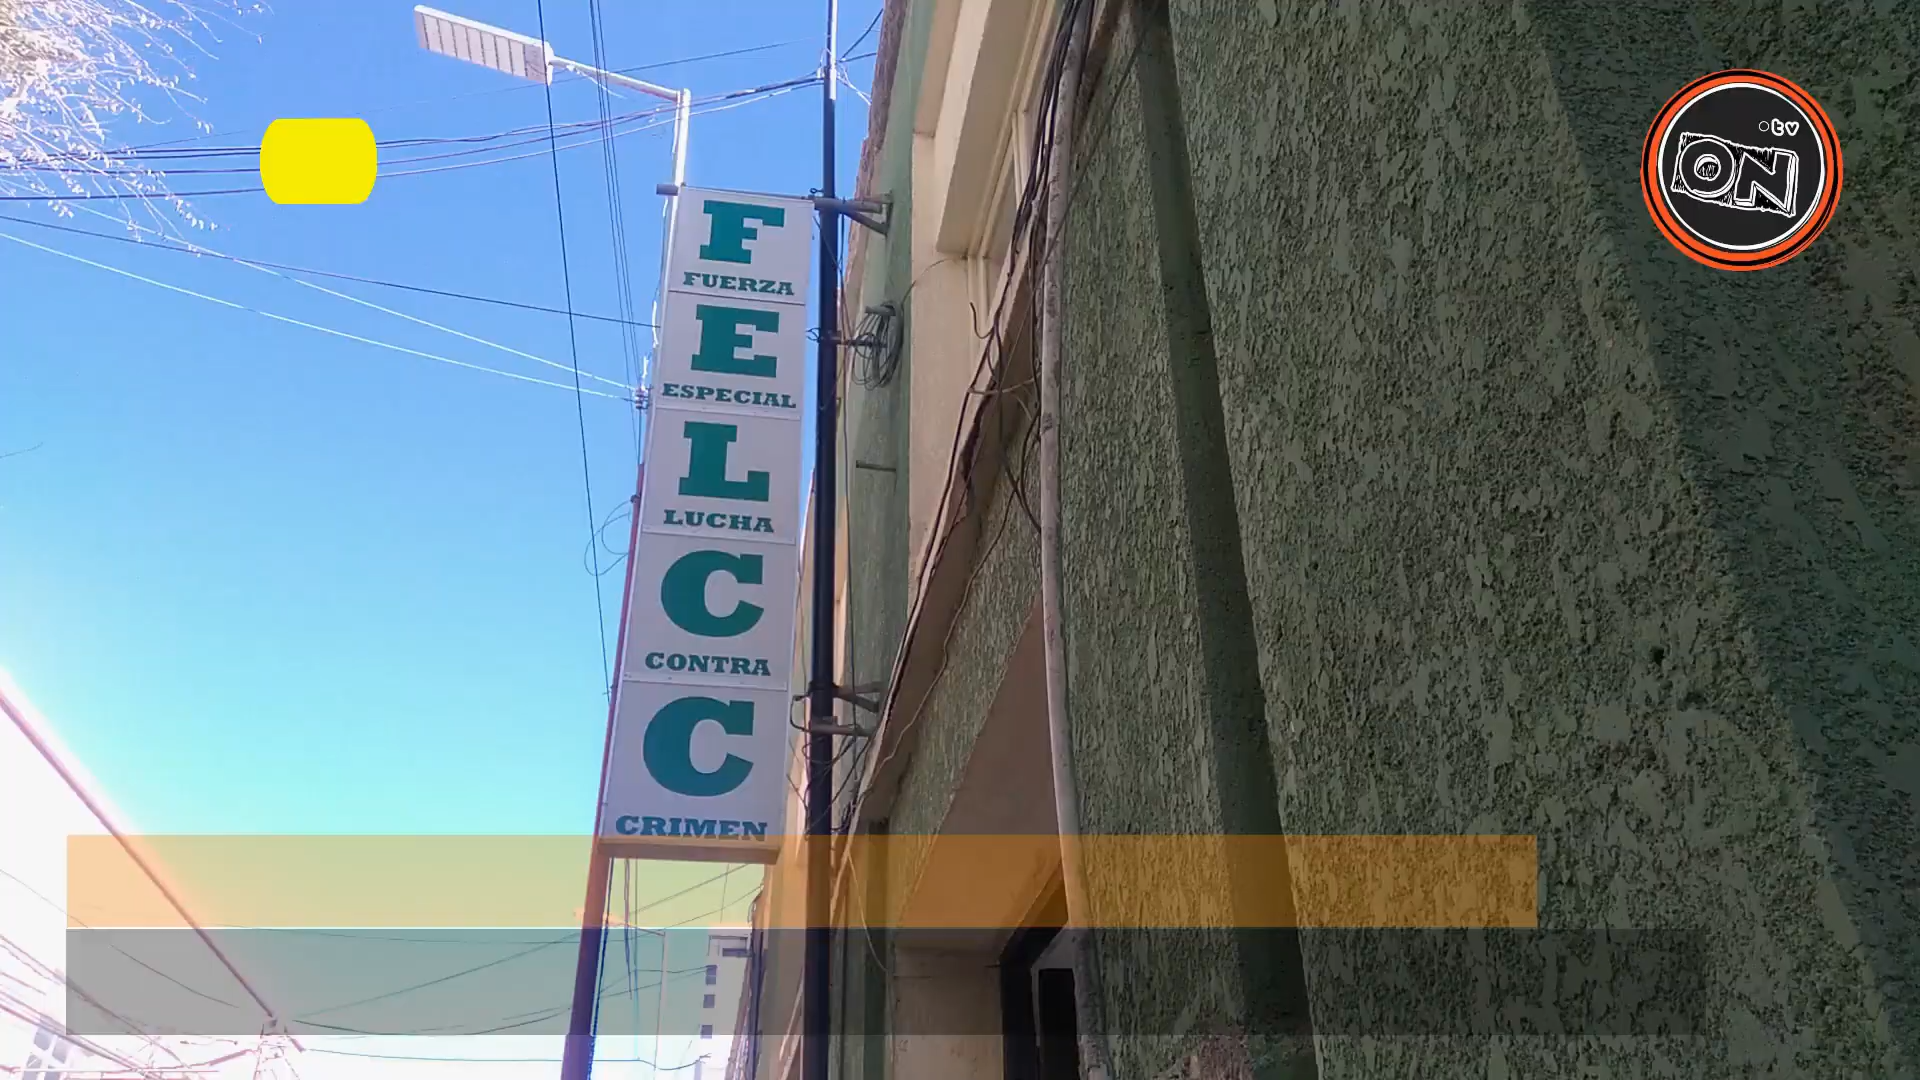 F
FUERZA
E
ESPECIAL
L
LUCHA
C
CONTRA
C
CRIMEN
tv
ON